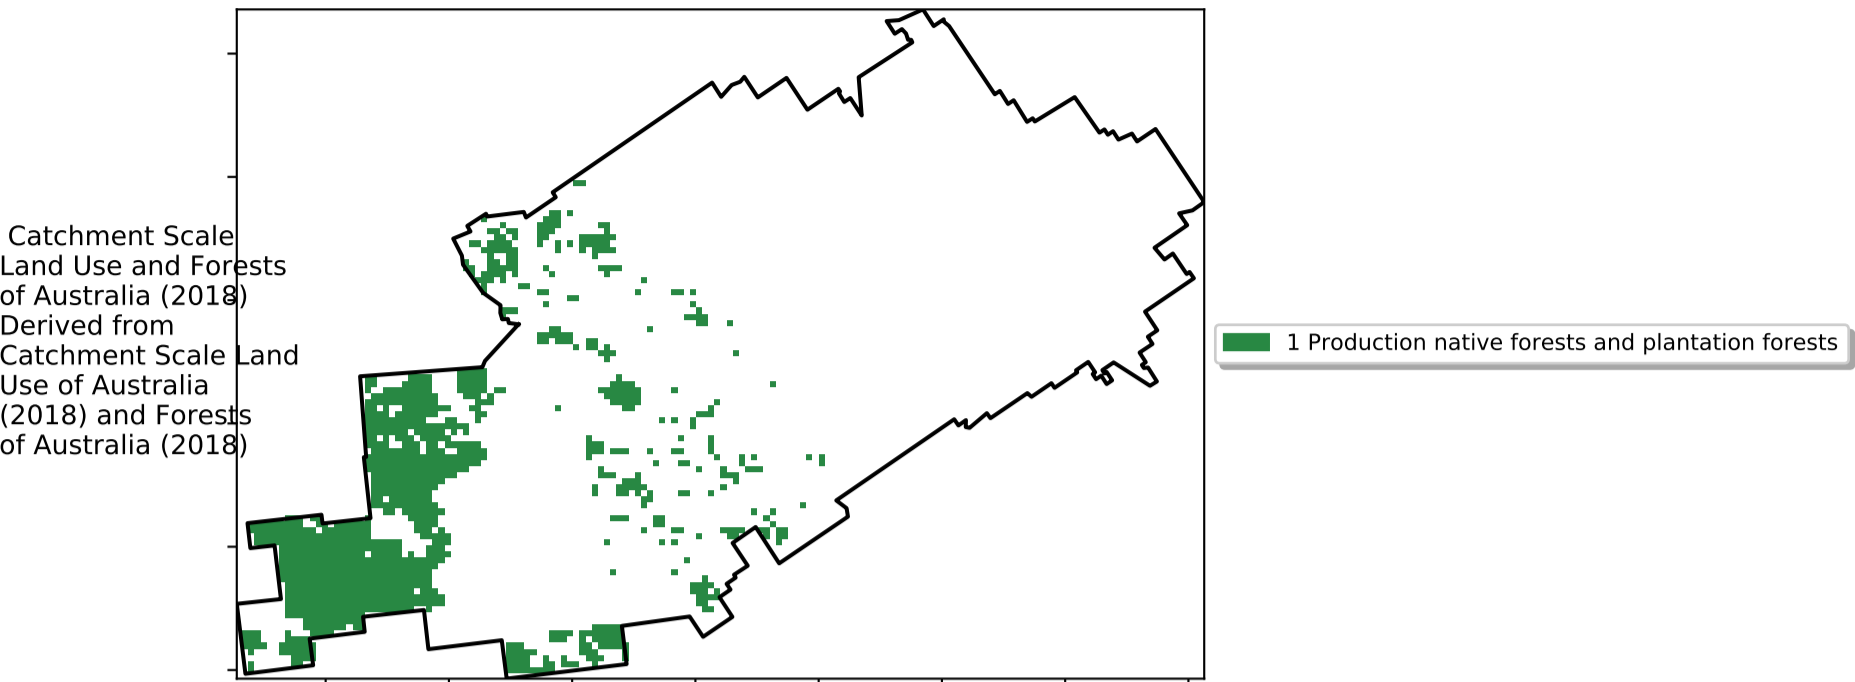 Catchment Scale
Land Use and Forests
of Australia (2018)
Derived from
Catchment Scale Land
Use of Australia
(2018) and Forests
of Australia (2018)
1 Production native forests and plantation forests